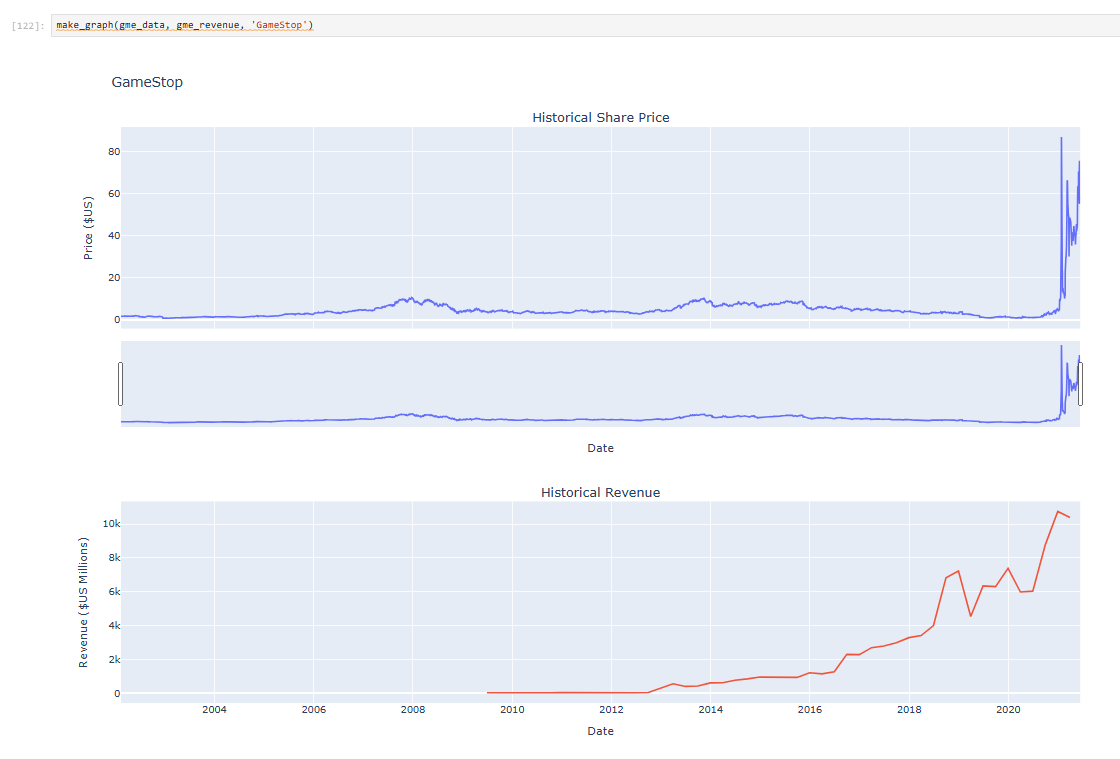 [122]: make_graph(gme_data, gme_revenue, 'GameStop')
GameStop
Historical Share Price
80
60
40
20
0
Price ($US)
Date
Historical Revenue
10k
8k
6k
4k
2k
0
Revenue ($US Millions)
2004 2006 2008 2010 2012 2014 2016 2018 2020
Date